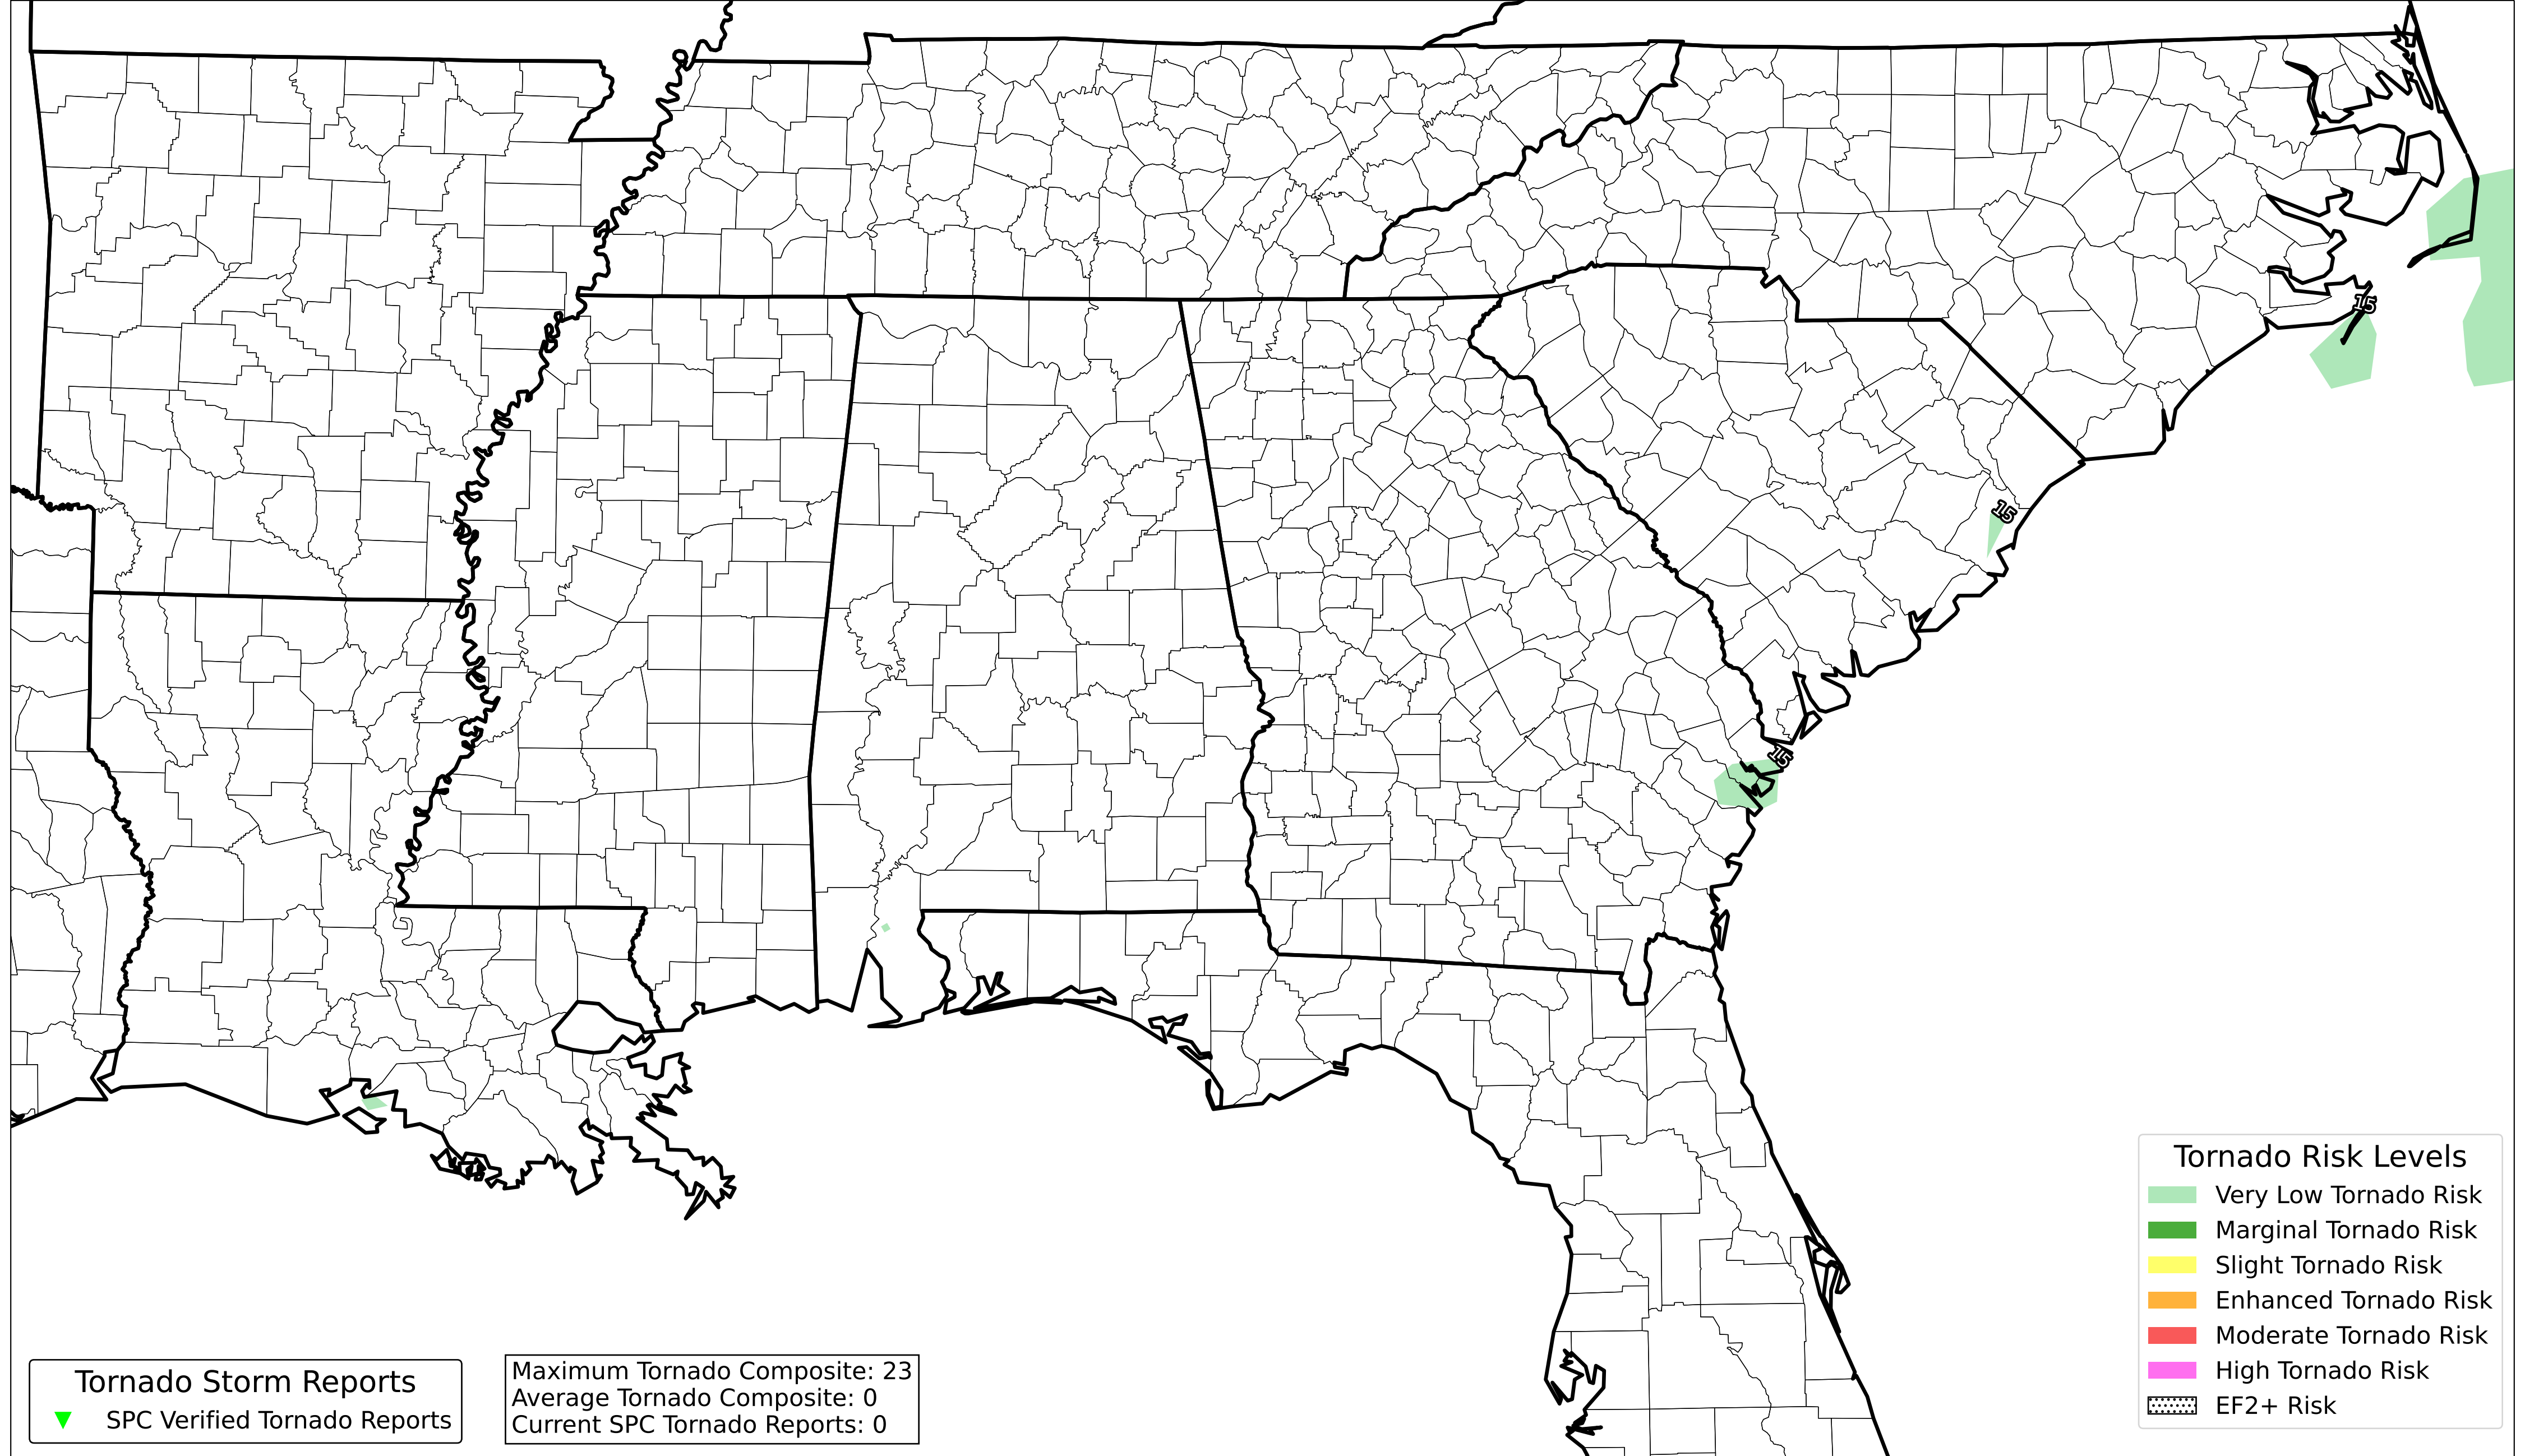 15
15
15
Tornado Risk Levels
Very Low Tornado Risk
Marginal Tornado Risk
Slight Tornado Risk
Enhanced Tornado Risk
Moderate Tornado Risk
High Tornado Risk
EF2+ Risk
Tornado Storm Reports
SPC Verified Tornado Reports
Maximum Tornado Composite: 23
Average Tornado Composite: 0
Current SPC Tornado Reports: 0